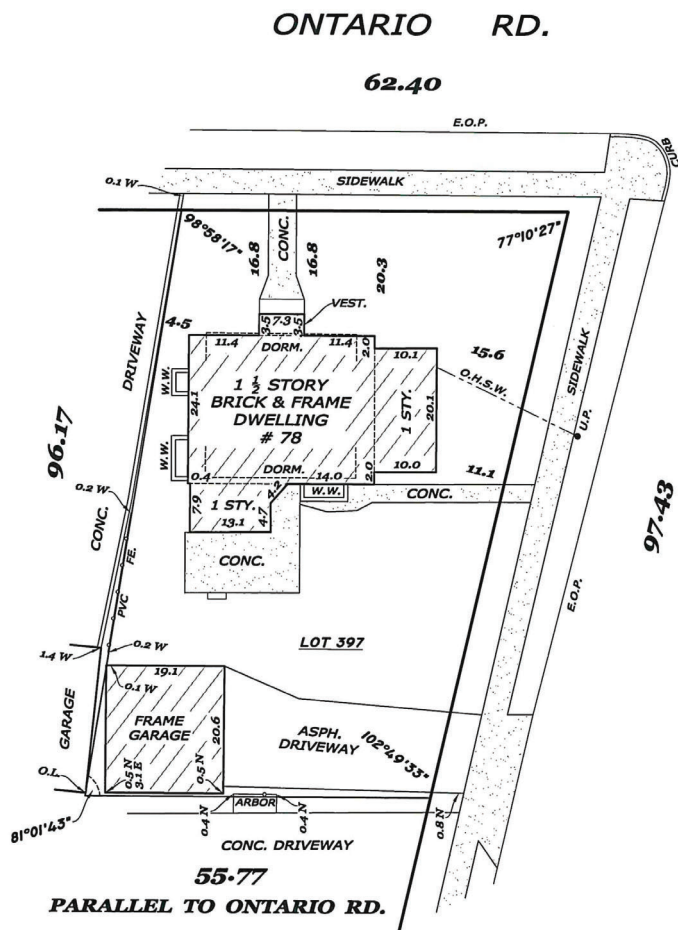 ONTARIO RD.
62.40
E.O.P.
CURB
0.1 W
SIDEWALK
98°58'17"
77°10'27"
16.8
CONC.
16.8
20.3
VEST.
3.5
7.3
3.5
4.5
11.4
DORM.
11.4
2.0
10.1
15.6
DRIVEWAY
W.W.
24.1
1 ½ STORY
BRICK & FRAME
DWELLING
# 78
1 STY.
20.1
O.H.S.W.
U.P.
SIDEWALK
96.17
W.W.
DORM.
0.4
14.0
2.0
10.0
11.1
97.43
0.2 W
CONC.
7.9
1 STY.
13.1
4.7
4.2
W.W.
CONC.
FE.
PVC
CONC.
E.O.P.
1.4 W
0.2 W
LOT 397
0.1 W
19.1
GARAGE
FRAME
GARAGE
20.6
ASPH.
DRIVEWAY
102°49'33"
O.L.
0.5 N
3.1 E
0.5 N
81°01'43"
0.4 N
ARBOR
0.4 N
0.8 N
CONC. DRIVEWAY
55.77
PARALLEL TO ONTARIO RD.